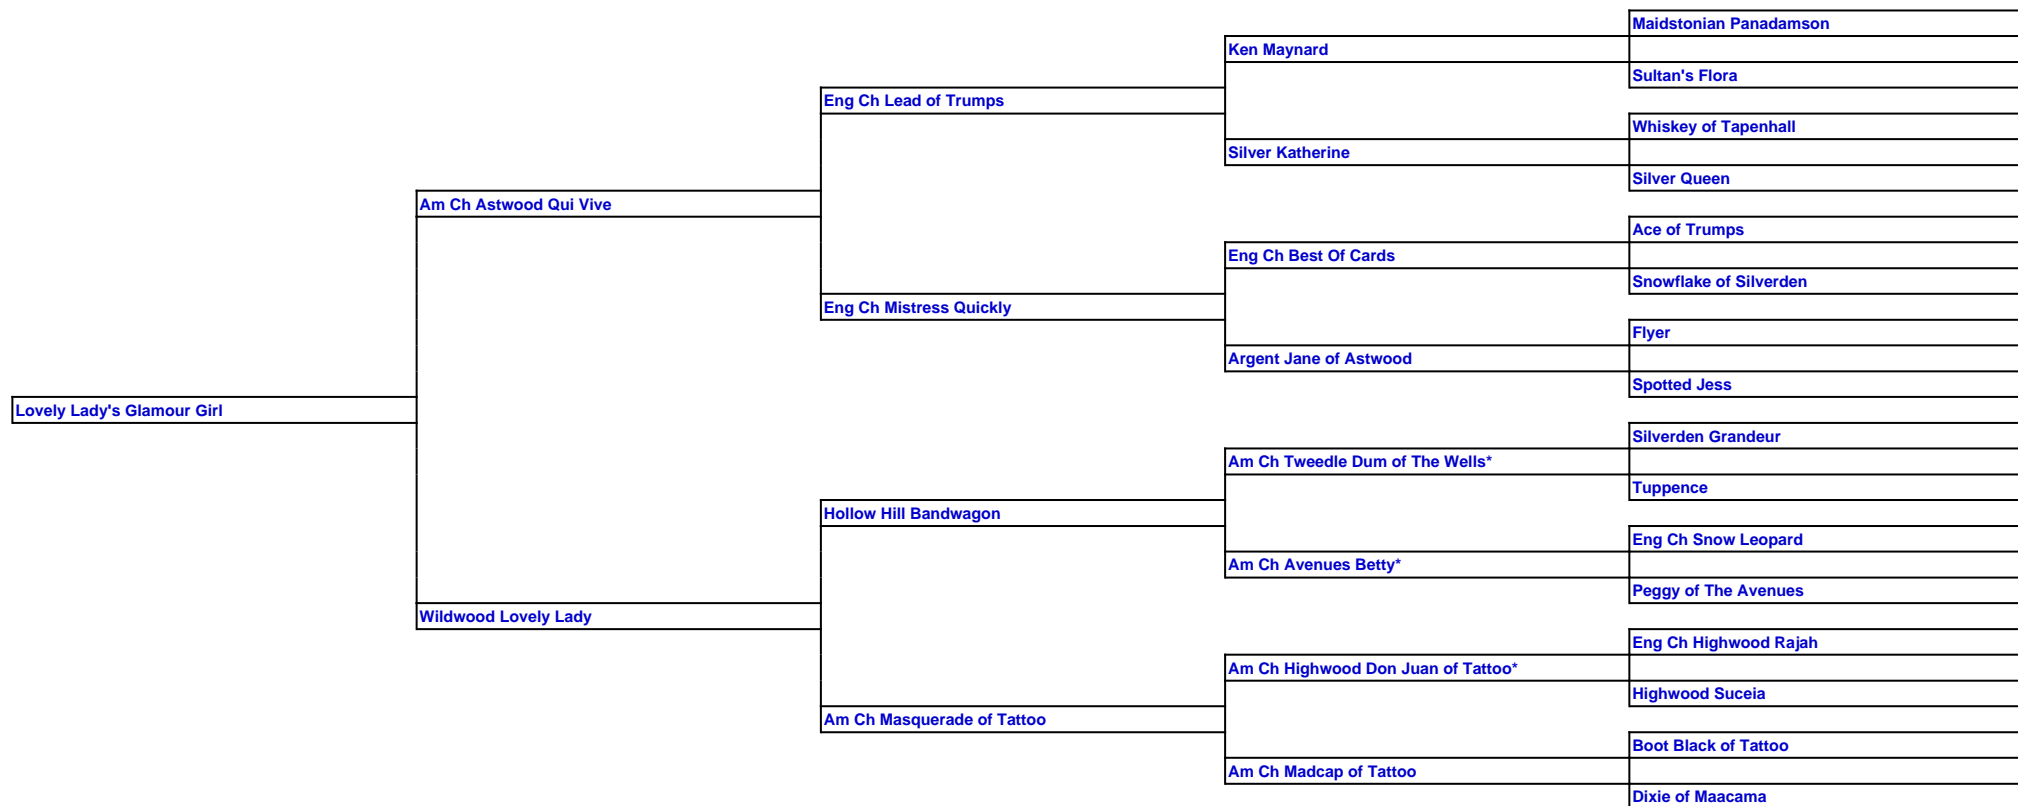 Maidstonian Panadamson
Ken Maynard
Sultan's Flora
Eng Ch Lead of Trumps
Whiskey of Tapenhall
Silver Katherine
Silver Queen
Am Ch Astwood Qui Vive
Ace of Trumps
Eng Ch Best Of Cards
Snowflake of Silverden
Eng Ch Mistress Quickly
Flyer
Argent Jane of Astwood
Spotted Jess
Lovely Lady's Glamour Girl
Silverden Grandeur
Am Ch Tweedle Dum of The Wells*
Tuppence
Hollow Hill Bandwagon
Eng Ch Snow Leopard
Am Ch Avenues Betty*
Peggy of The Avenues
Wildwood Lovely Lady
Eng Ch Highwood Rajah
Am Ch Highwood Don Juan of Tattoo*
Highwood Suceia
Am Ch Masquerade of Tattoo
Boot Black of Tattoo
Am Ch Madcap of Tattoo
Dixie of Maacama